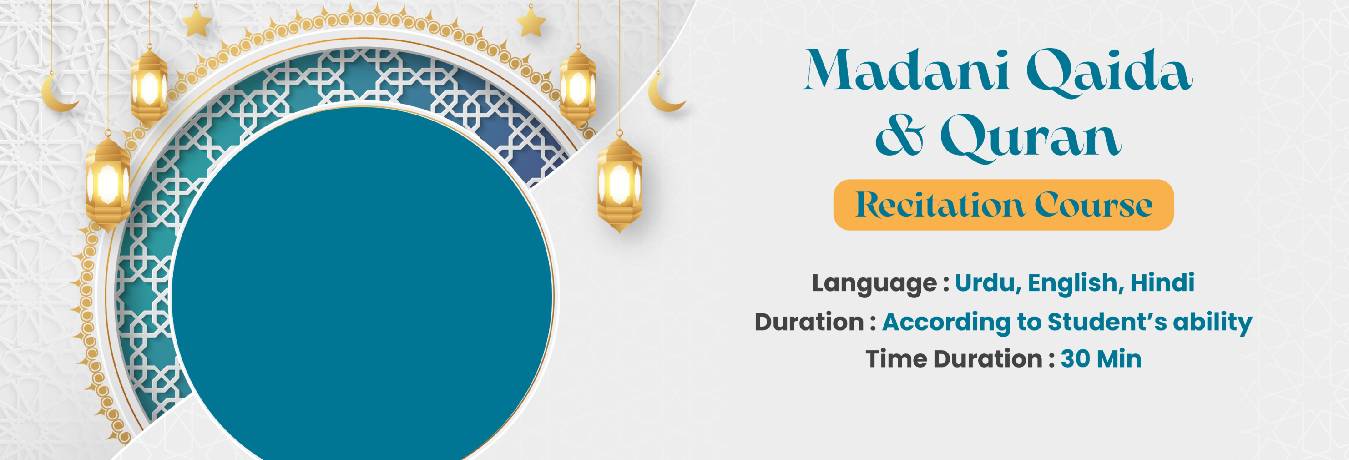 Madani Qaida
& Quran
Recitation Course
Language : Urdu, English, Hindi
Duration : According to Student’s ability
Time Duration : 30 Min